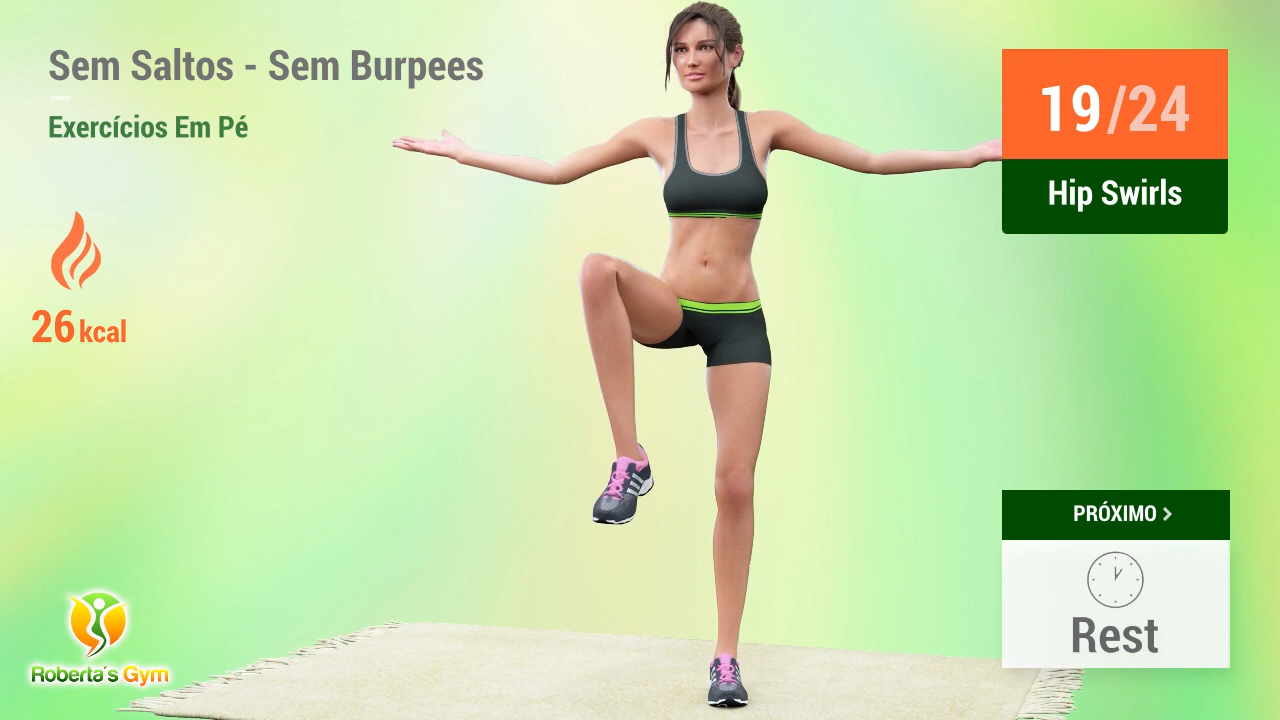 Sem Saltos - Sem Burpees
Exercícios Em Pé
26 kcal
19/24
Hip Swirls
PRÓXIMO >
Rest
Roberta´s Gym